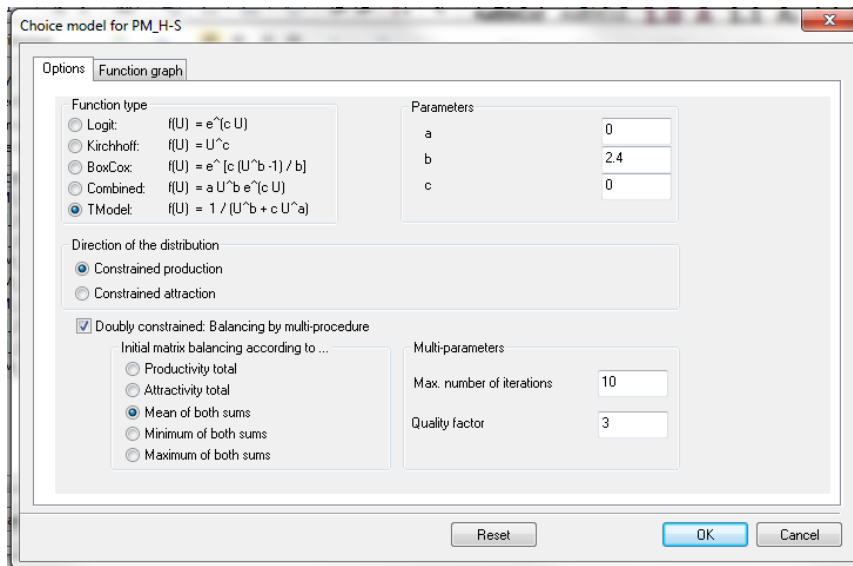 Choice model for PM_H-S
Options
Function graph
Function type
Logit: f(U) = e^(c U)
Kirchhoff: f(U) = U^c
BoxCox: f(U) = e^ [c (U^b -1) / b]
Combined: f(U) = a U^b e^(c U)
TModel: f(U) = 1 / (U^b + c U^a)
Parameters
a 0
b 2.4
c 0
Direction of the distribution
Constrained production
Constrained attraction
Doubly constrained: Balancing by multi-procedure
Initial matrix balancing according to ...
Productivity total
Attractivity total
Mean of both sums
Minimum of both sums
Maximum of both sums
Multi-parameters
Max. number of iterations 10
Quality factor 3
Reset
OK
Cancel